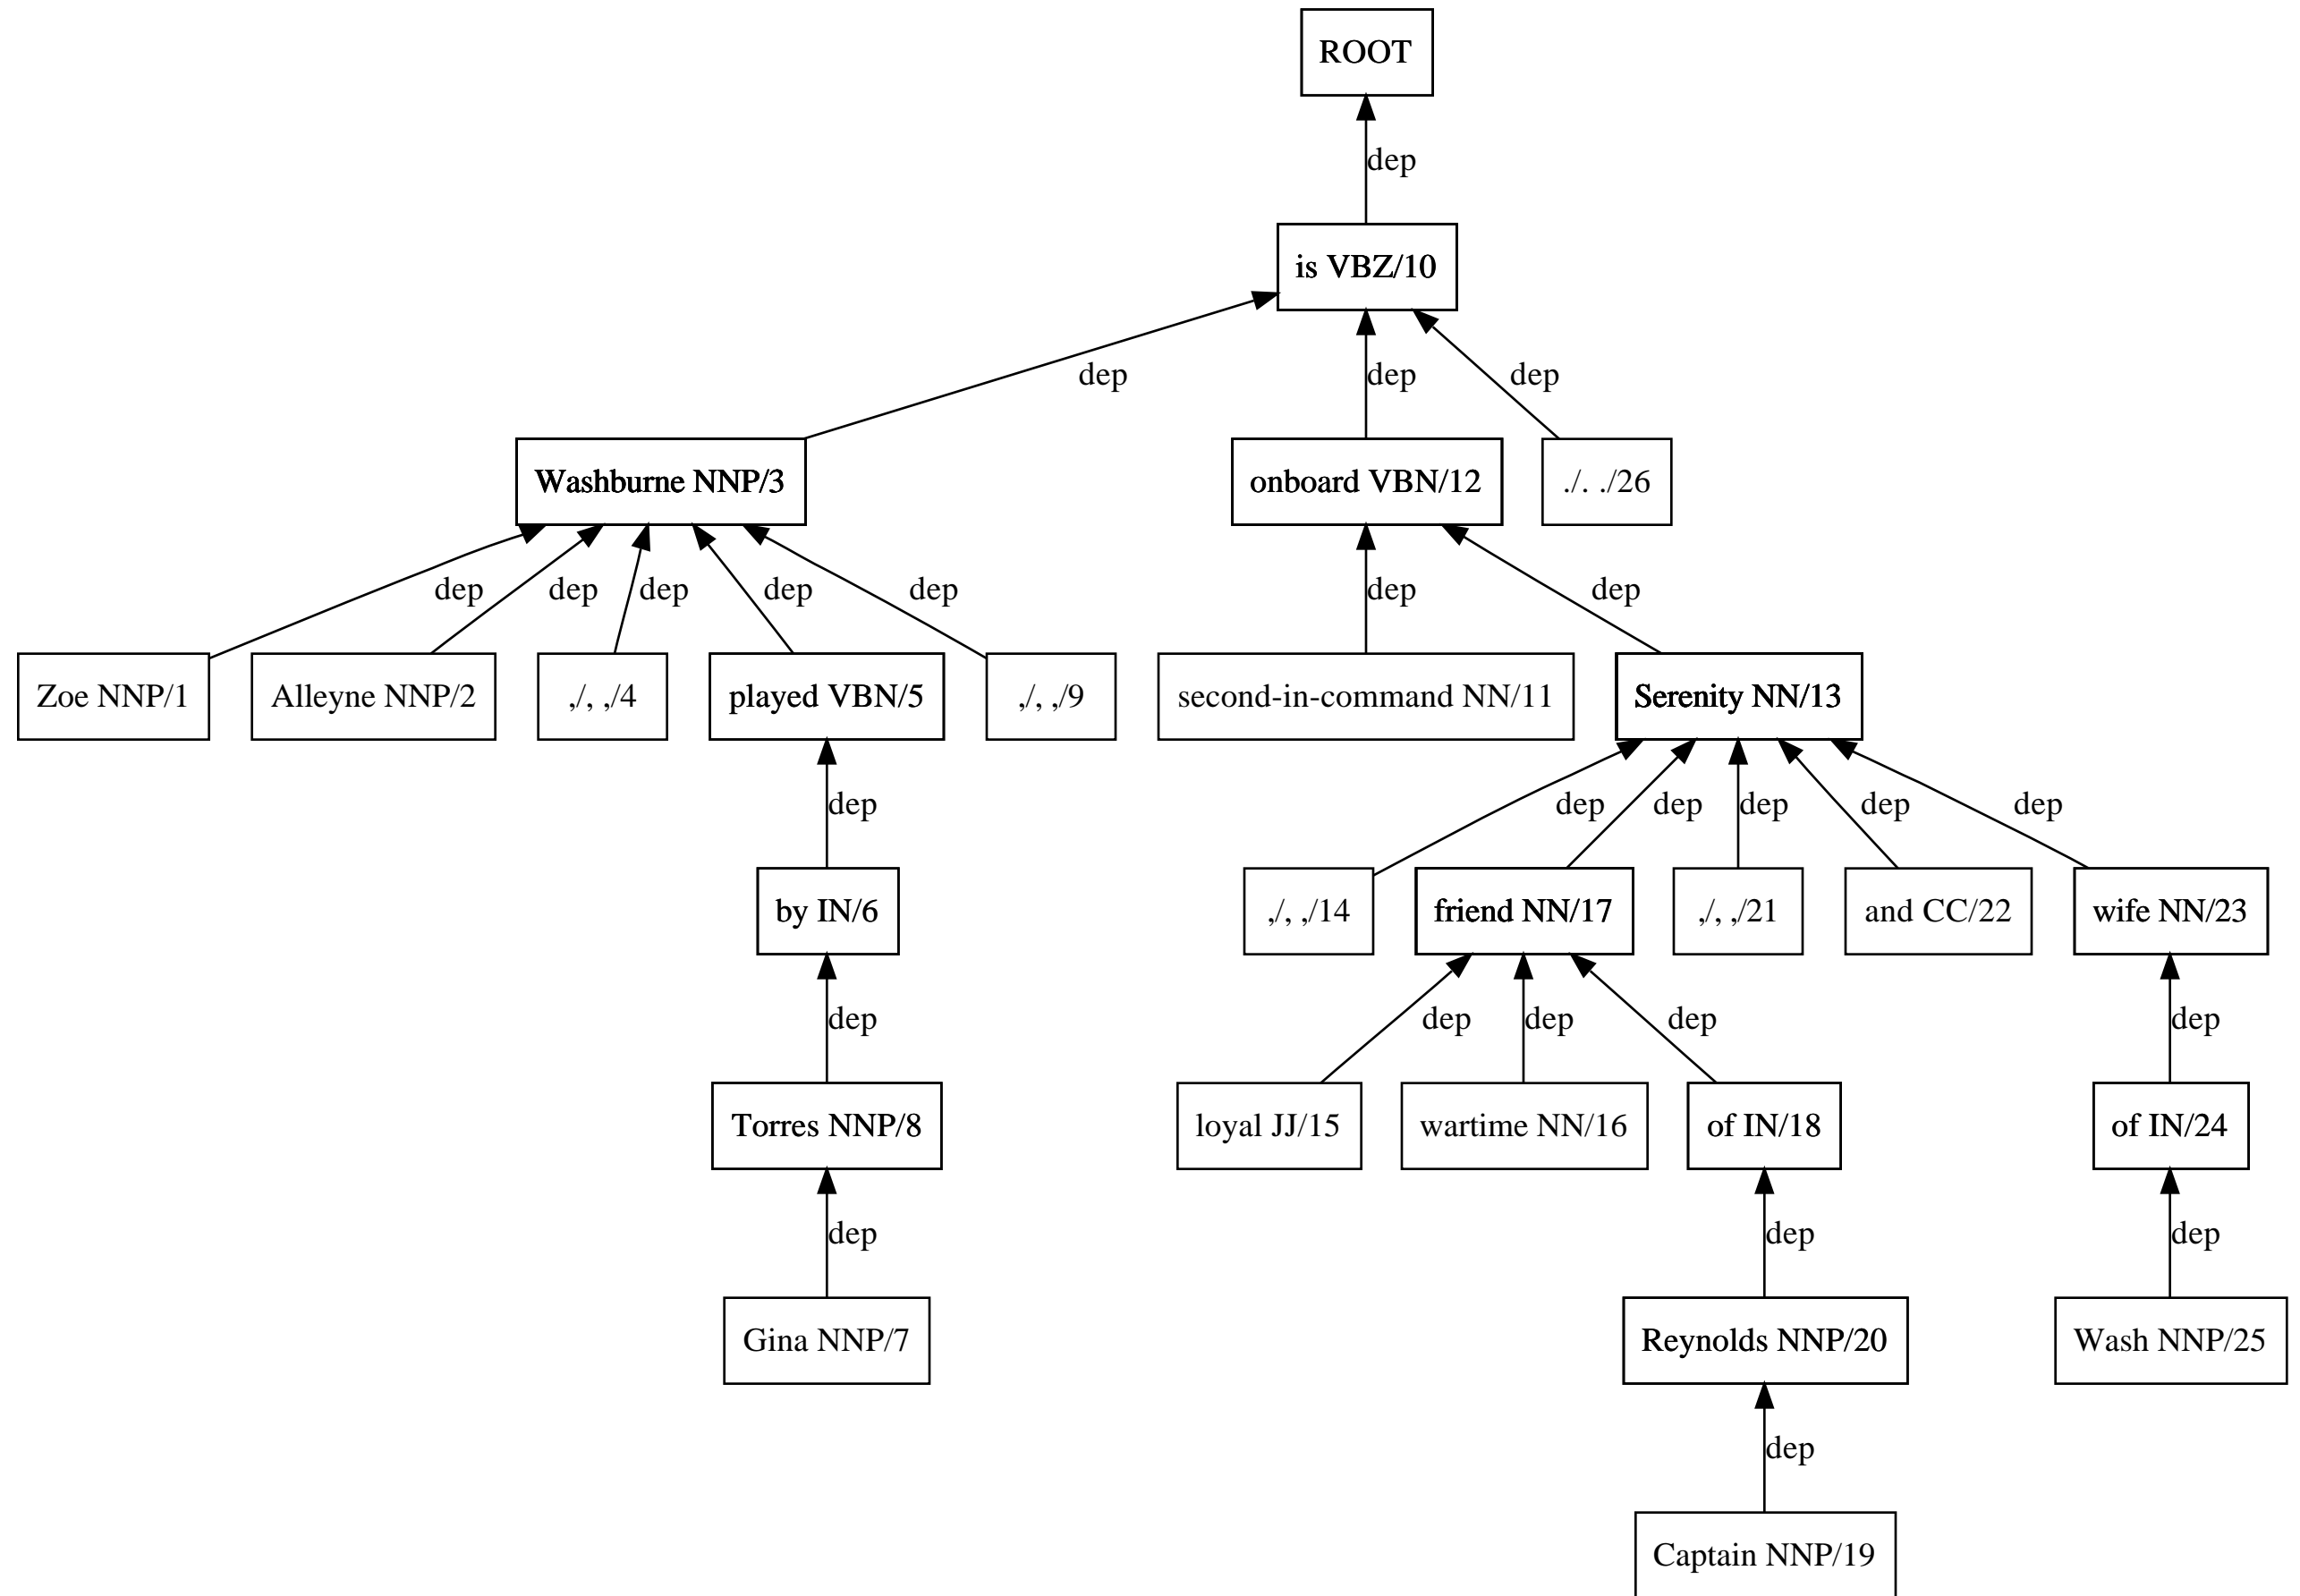 ROOT
dep
is VBZ/10
dep dep dep
Washburne NNP/3 onboard VBN/12 ./. ./26
dep dep dep dep dep dep dep
Zoe NNP/1 Alleyne NNP/2 ,/, ,/4 played VBN/5 ,/, ,/9 second-in-command NN/11 Serenity NN/13
dep dep dep dep dep dep
by IN/6 ,/, ,/14 friend NN/17 ,/, ,/21 and CC/22 wife NN/23
dep dep dep dep dep
Torres NNP/8 loyal JJ/15 wartime NN/16 of IN/18 of IN/24
dep dep dep
Gina NNP/7 Reynolds NNP/20 Wash NNP/25
dep
Captain NNP/19